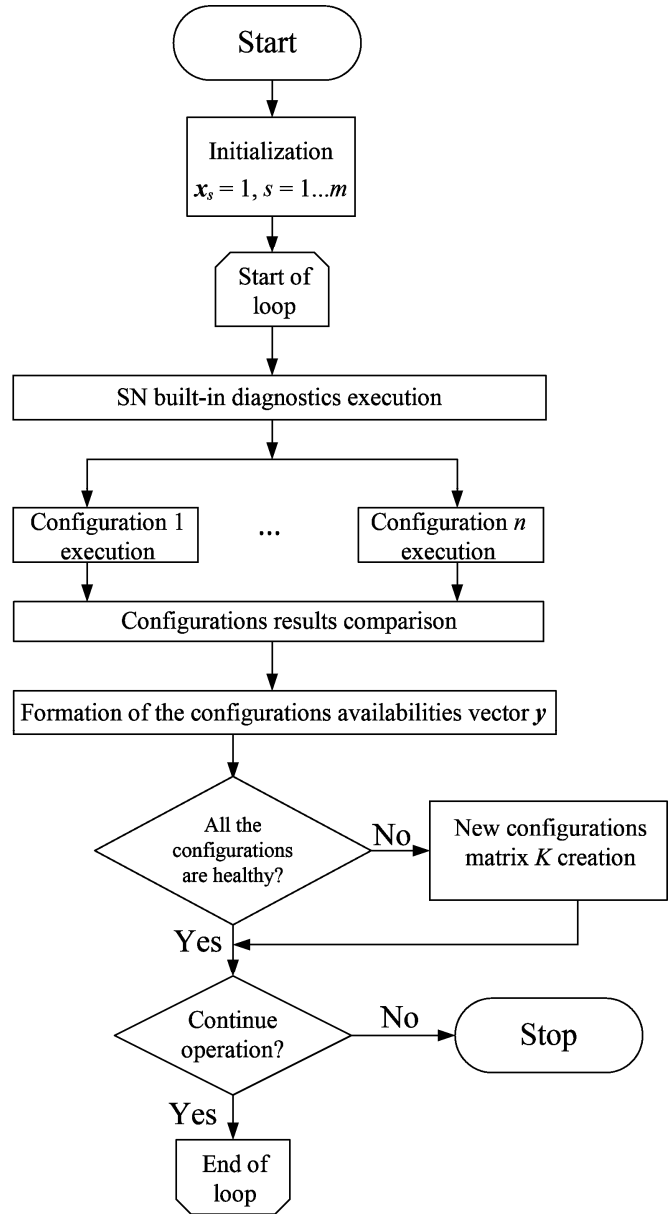 Start
Initialization
xₛ = 1, s = 1...m
Start of
loop
SN built-in diagnostics execution
Configuration 1
execution
...
Configuration n
execution
Configurations results comparison
Formation of the configurations availabilities vector y
All the
configurations
are healthy?
No
New configurations
matrix K creation
Yes
Continue
operation?
No
Stop
Yes
End of
loop